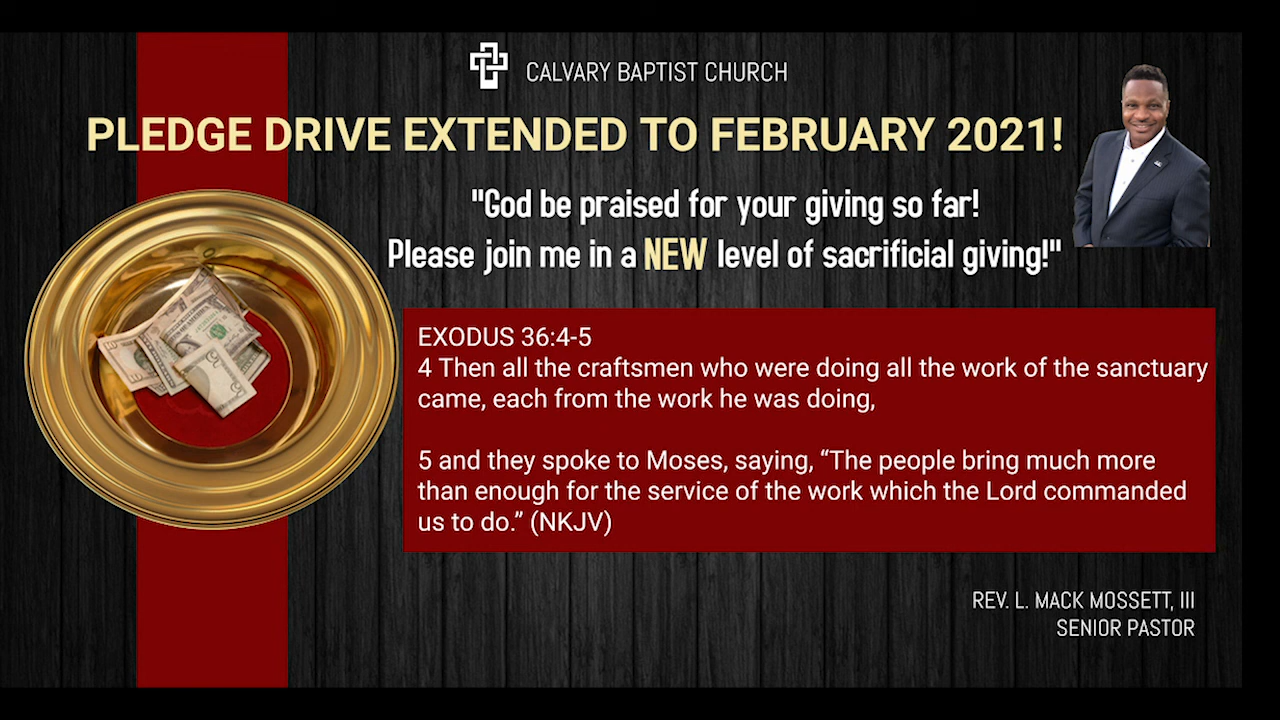 CALVARY BAPTIST CHURCH
PLEDGE DRIVE EXTENDED TO FEBRUARY 2021!
"God be praised for your giving so far!
Please join me in a NEW level of sacrificial giving!"
EXODUS 36:4-5
4 Then all the craftsmen who were doing all the work of the sanctuary
came, each from the work he was doing,
5 and they spoke to Moses, saying, “The people bring much more
than enough for the service of the work which the Lord commanded
us to do.” (NKJV)
REV. L. MACK MOSSETT, III
SENIOR PASTOR